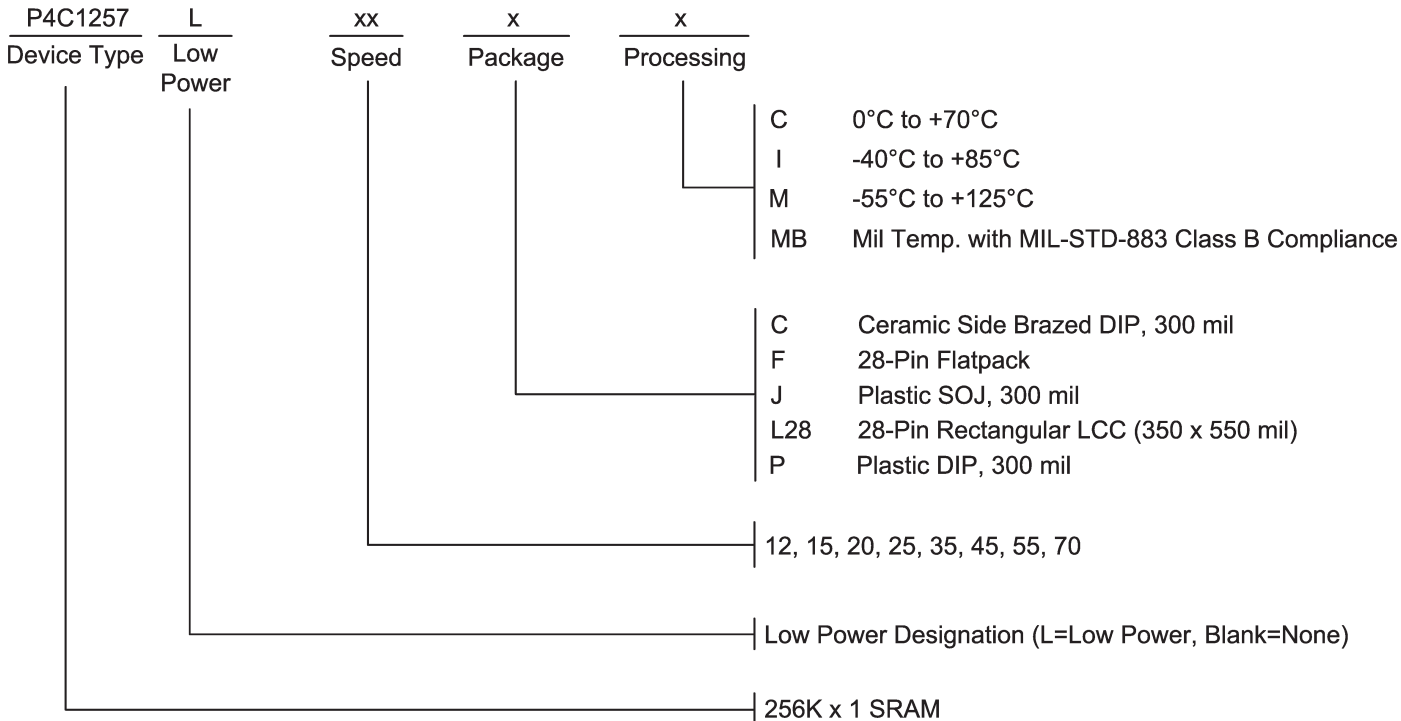 P4C1257 L xx x x
Device Type Low Power Speed Package Processing
C 0°C to +70°C
I -40°C to +85°C
M -55°C to +125°C
MB Mil Temp. with MIL-STD-883 Class B Compliance
C Ceramic Side Brazed DIP, 300 mil
F 28-Pin Flatpack
J Plastic SOJ, 300 mil
L28 28-Pin Rectangular LCC (350 x 550 mil)
P Plastic DIP, 300 mil
12, 15, 20, 25, 35, 45, 55, 70
Low Power Designation (L=Low Power, Blank=None)
256K x 1 SRAM